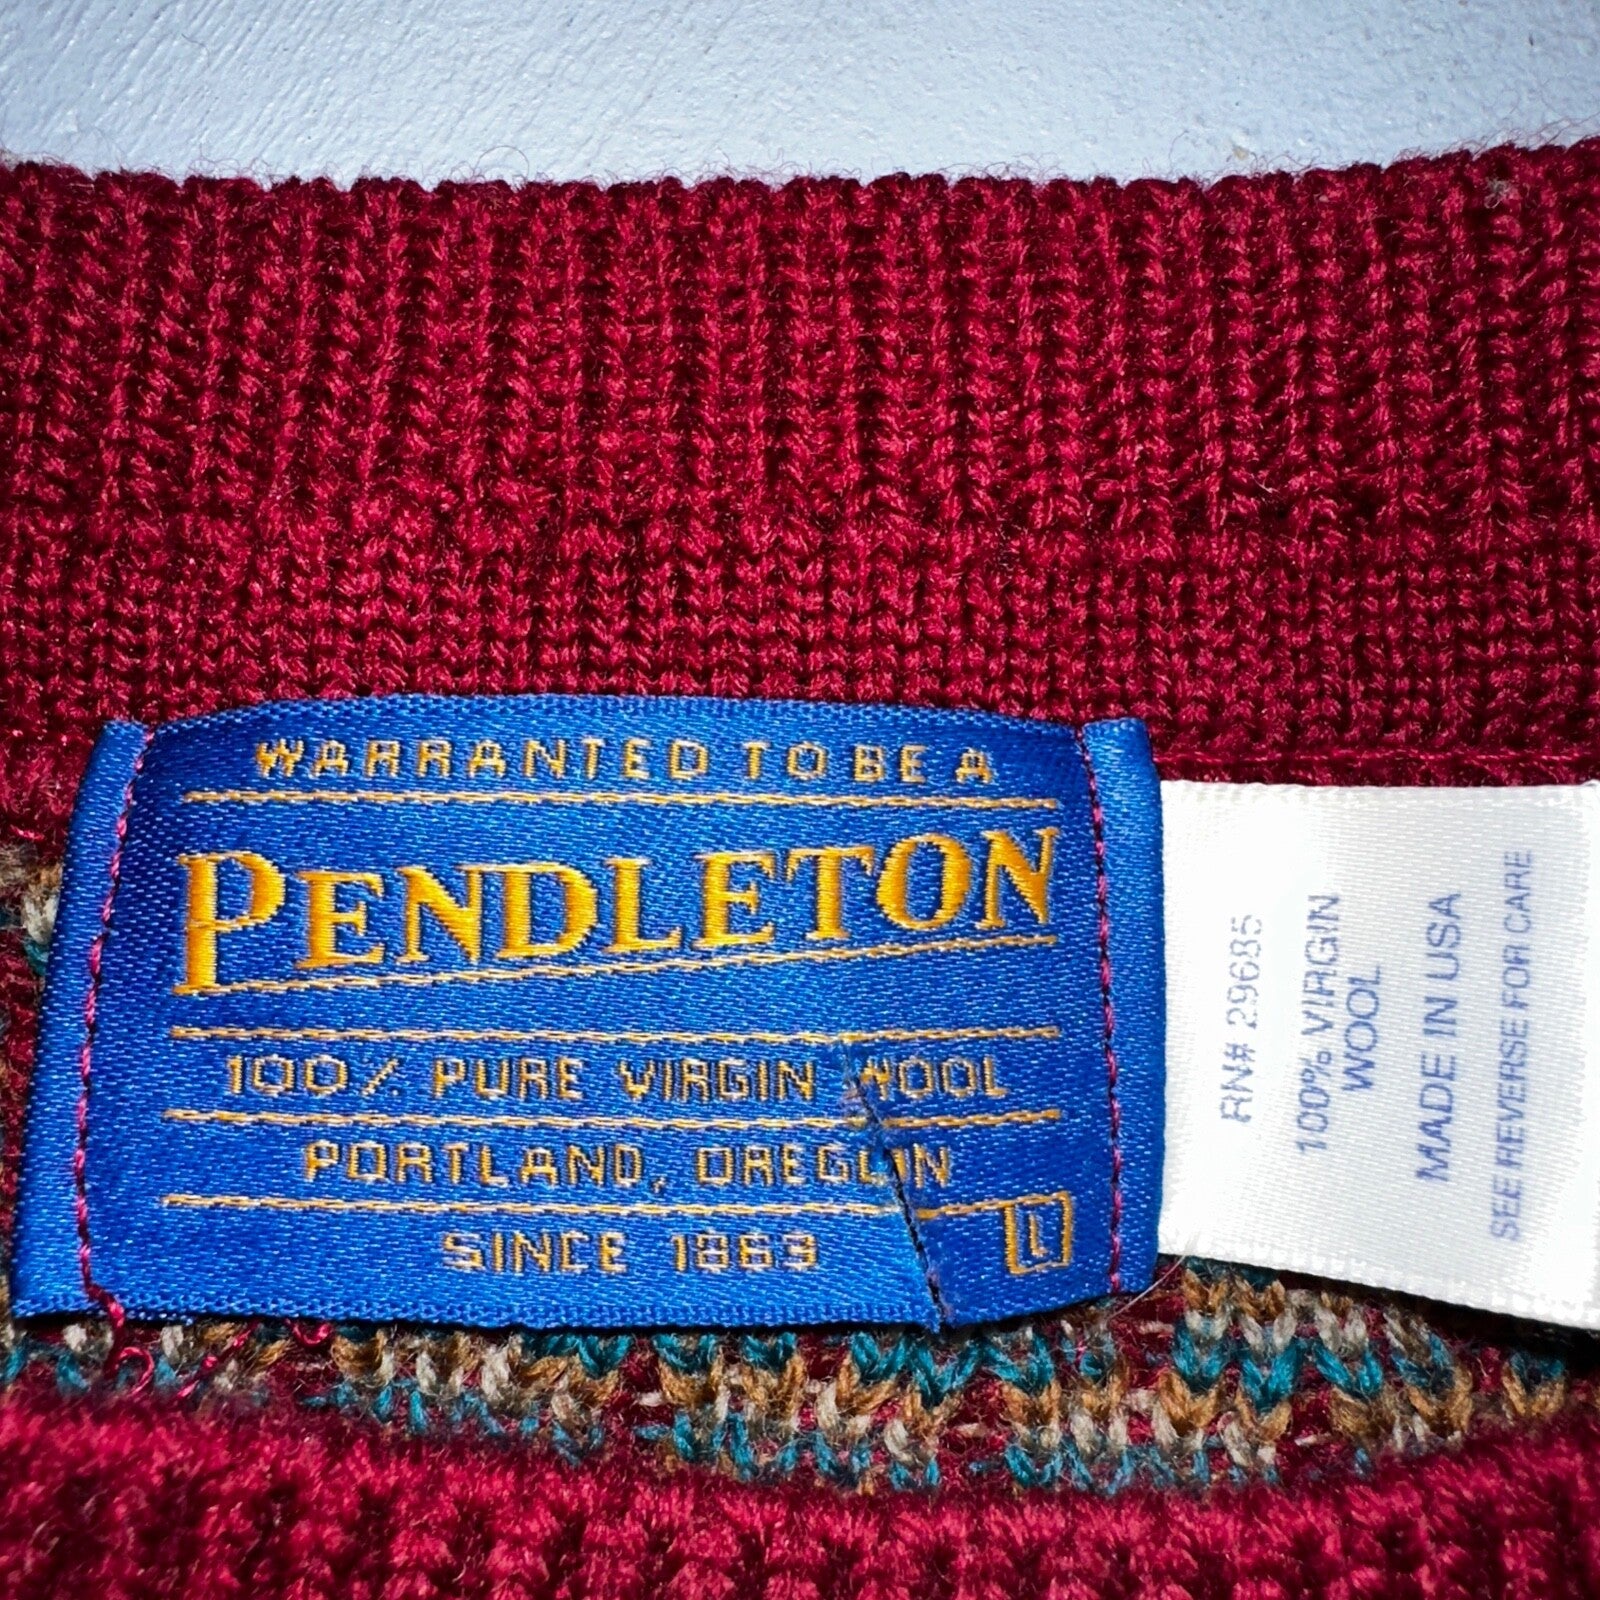 WARRANTED TO BE A
PENDLETON
100% PURE VIRGIN WOOL
PORTLAND, OREGON
SINCE 1863
L
RN# 29685
100% VIRGIN
WOOL
MADE IN USA
SEE REVERSE FOR CARE